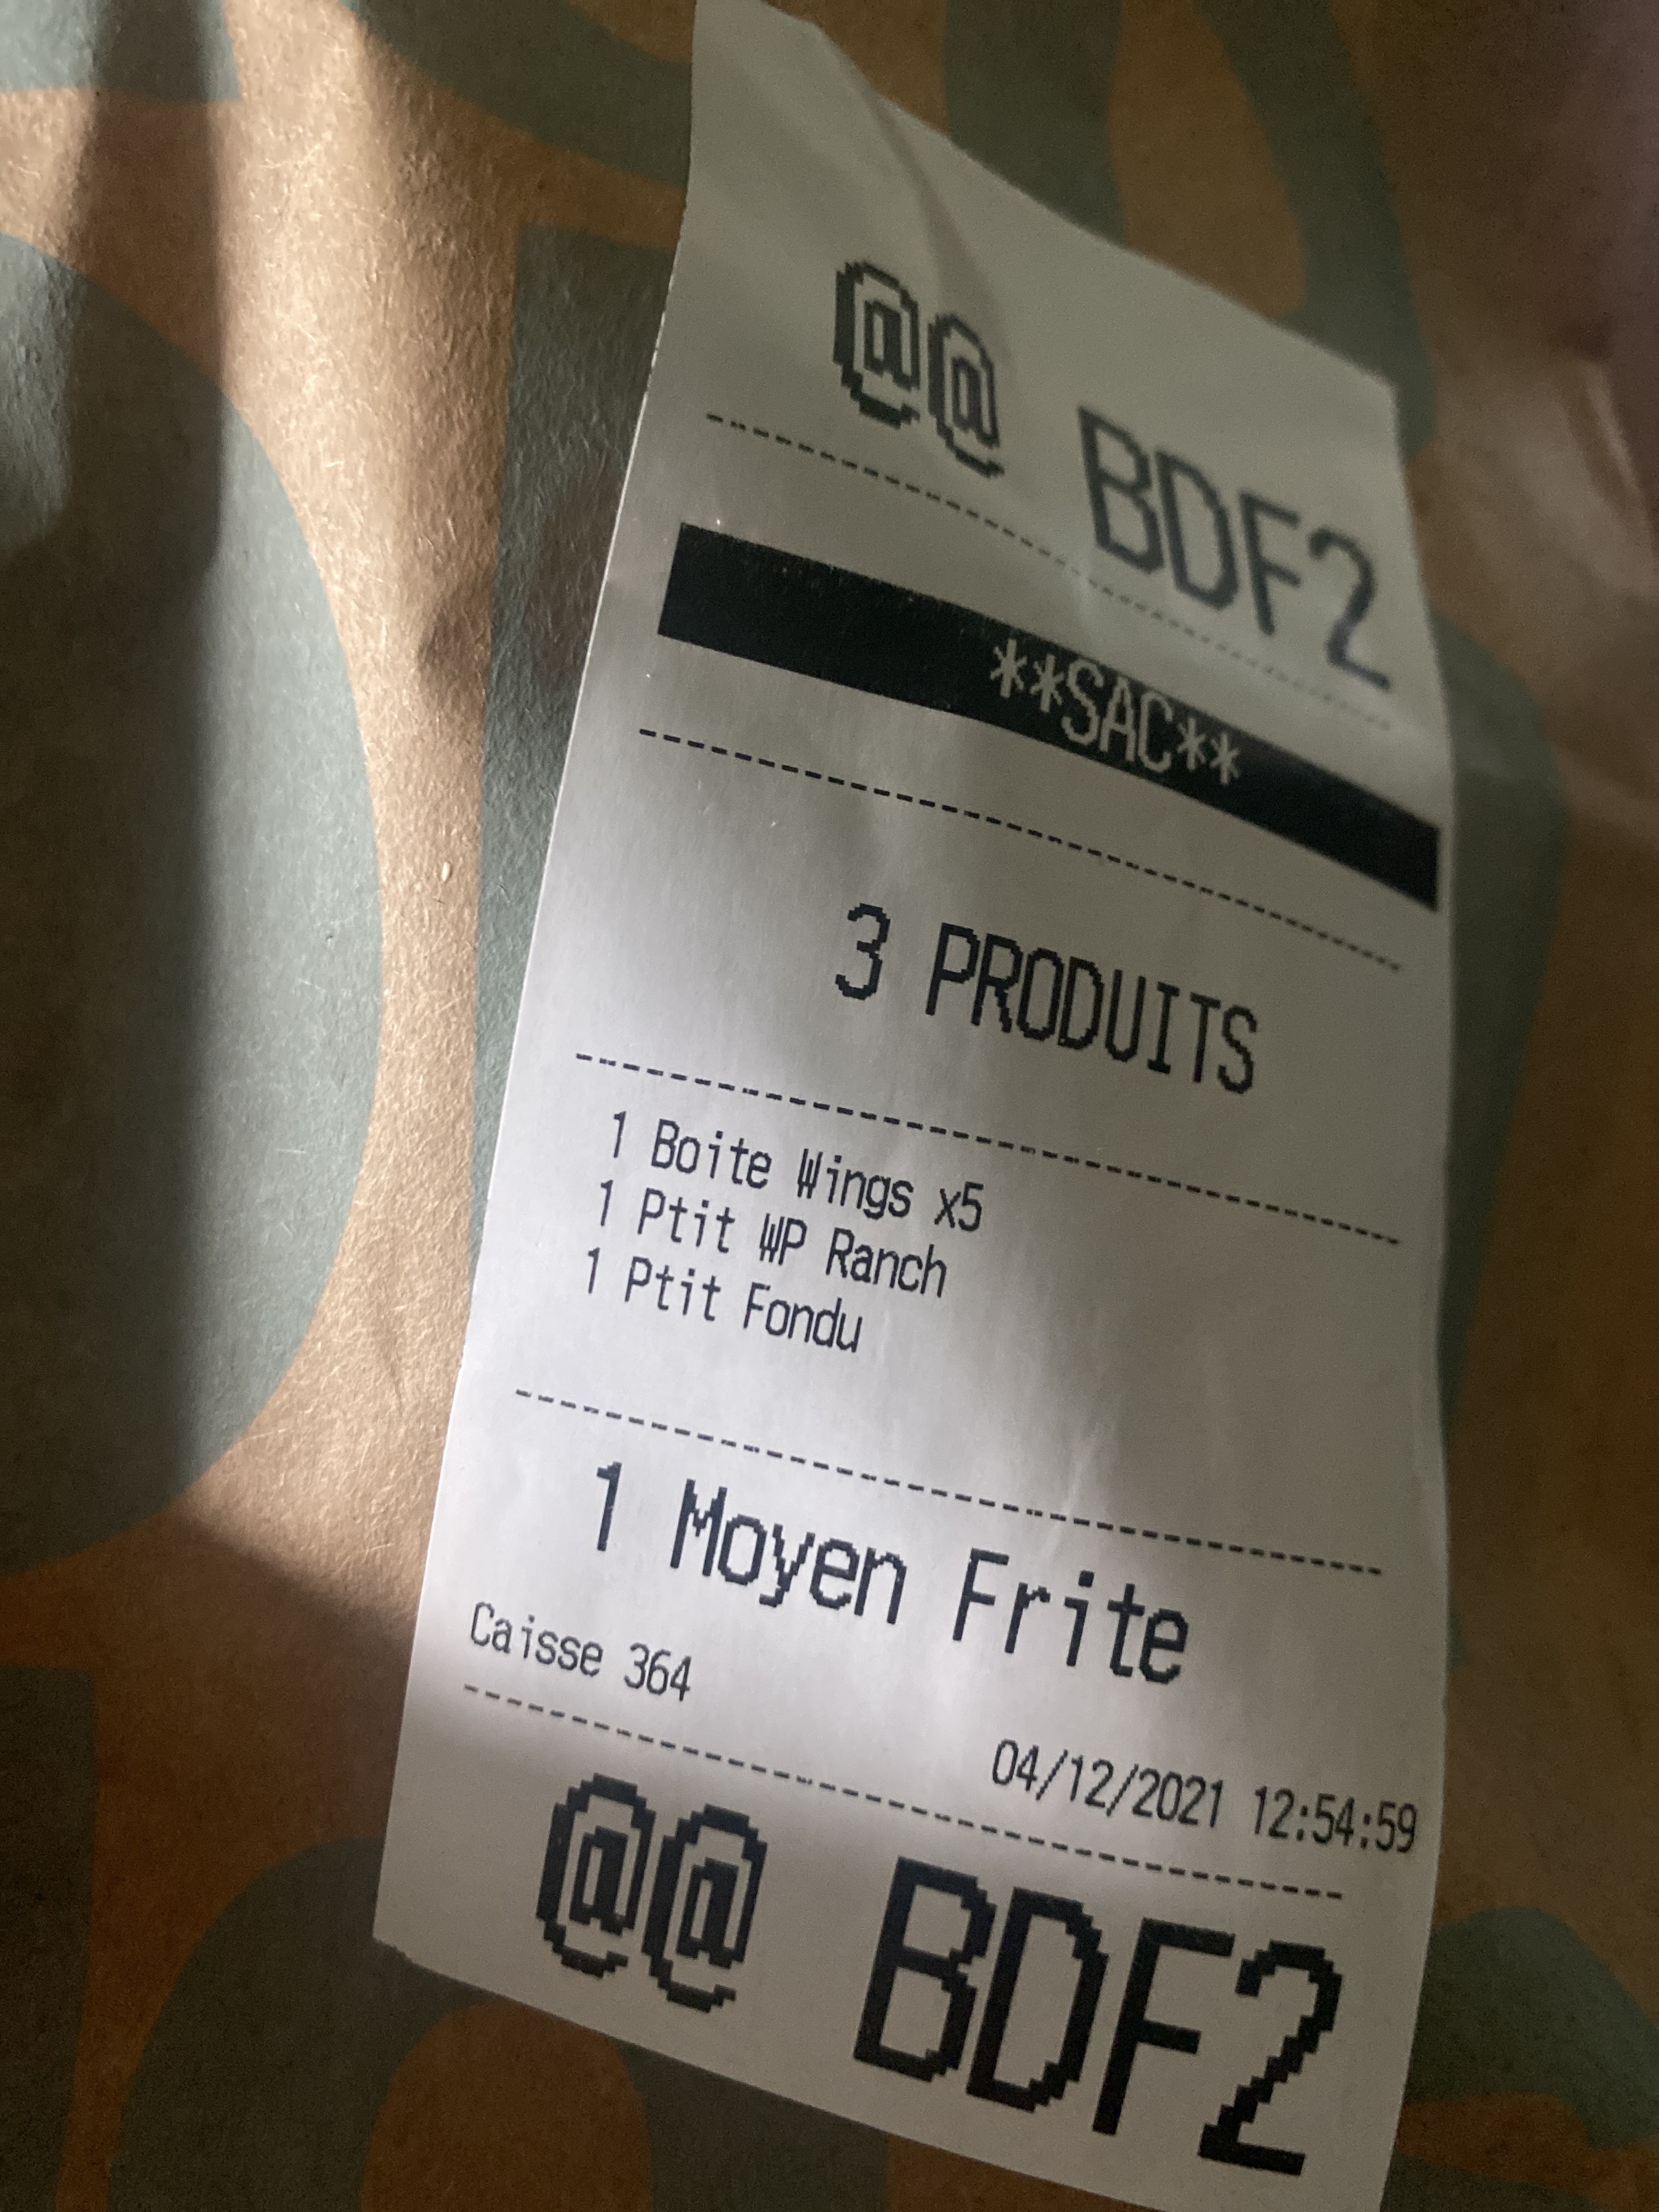 @@ BDF2
**SAC**
3 PRODUITS
1 Boite Wings x5
1 Ptit WP Ranch
1 Ptit Fondu
1 Moyen Frite
Caisse 364
04/12/2021 12:54:59
@@ BDF2